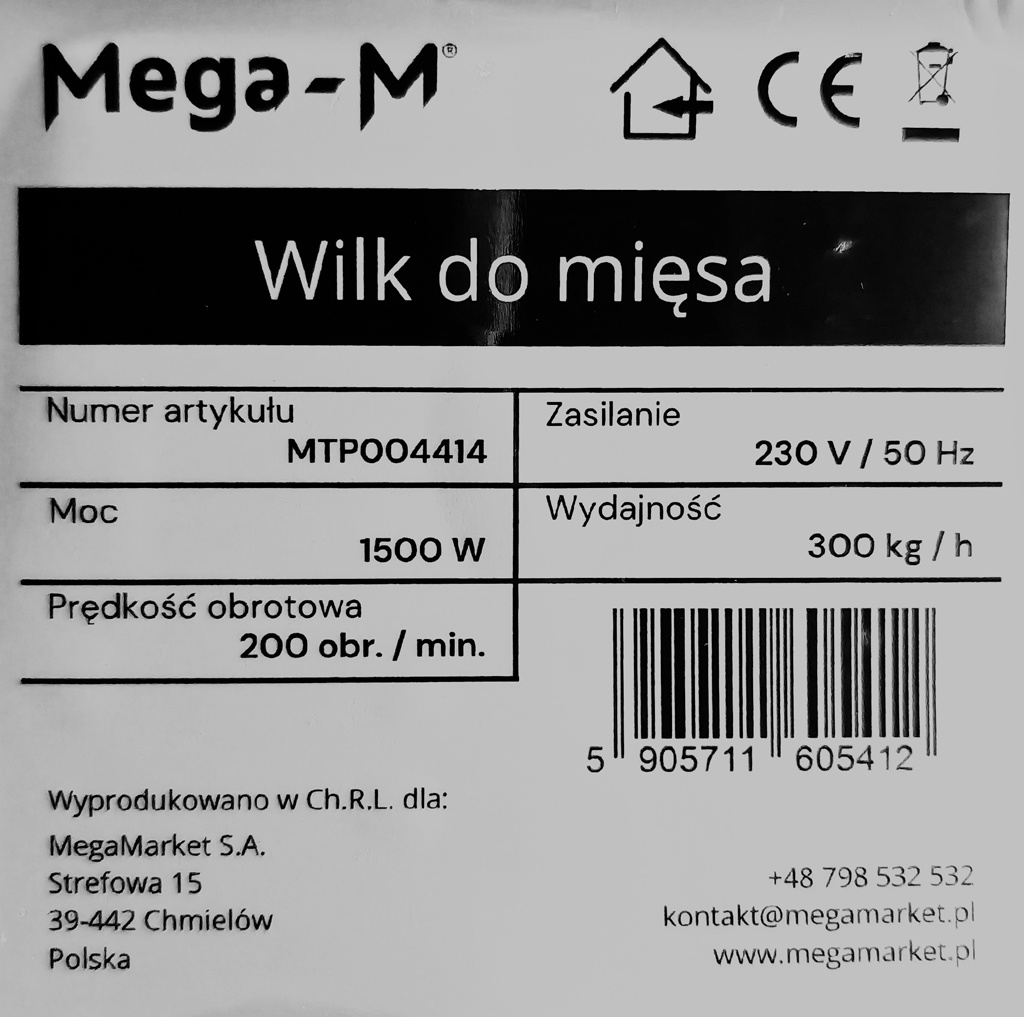 Mega-M®
CE
Wilk do mięsa
Numer artykułu
MTP004414
Zasilanie
230 V / 50 Hz
Moc
1500 W
Wydajność
300 kg / h
Prędkość obrotowa
200 obr. / min.
5 905711 605412
Wyprodukowano w Ch.R.L. dla:
MegaMarket S.A.
Strefowa 15
39-442 Chmielów
Polska
+48 798 532 532
kontakt@megamarket.pl
www.megamarket.pl